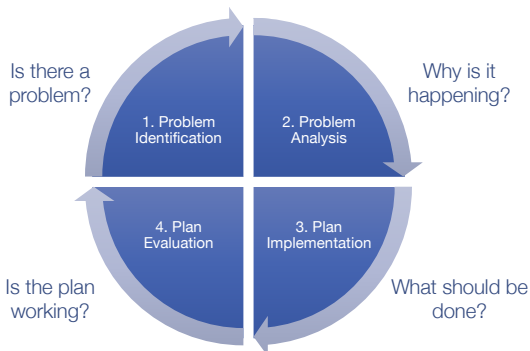 Is there a
problem?
1. Problem
Identification
2. Problem
Analysis
Why is it
happening?
Is the plan
working?
4. Plan
Evaluation
3. Plan
Implementation
What should be
done?